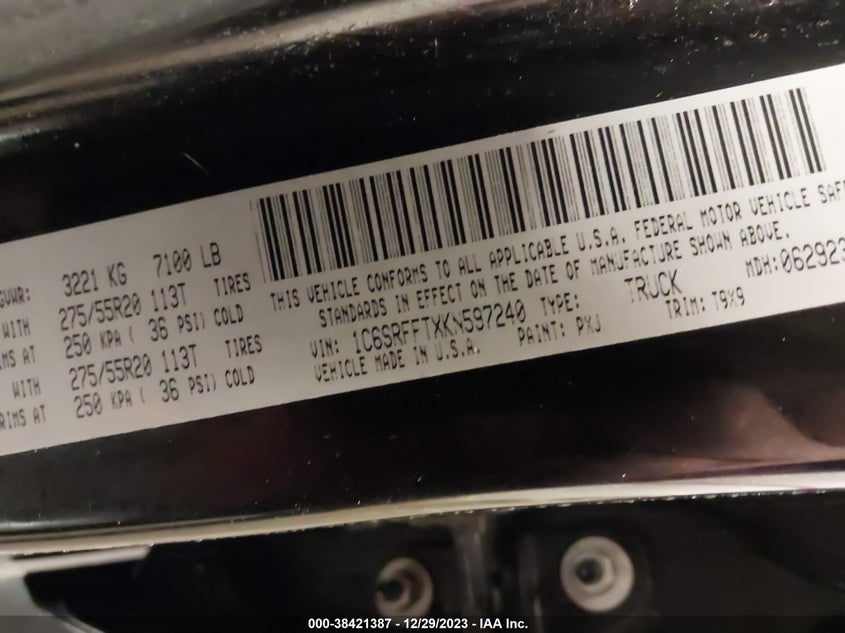 GVWR: 3221 KG 7100 LB
WITH 275/55R20 113T TIRES
RIMS AT 250 KPA ( 36 PSI) COLD
WITH 275/55R20 113T TIRES
RIMS AT 250 KPA ( 36 PSI) COLD
THIS VEHICLE CONFORMS TO ALL APPLICABLE U.S.A. FEDERAL MOTOR VEHICLE SAF
STANDARDS IN EFFECT ON THE DATE OF MANUFACTURE SHOWN ABOVE.
VIN: 1C6SRFFTXKN597240 TYPE: TRUCK MDH: 062923
VEHICLE MADE IN U.S.A. PAINT: PXJ TRIM: T9X9
000-38421387 - 12/29/2023 - IAA Inc.